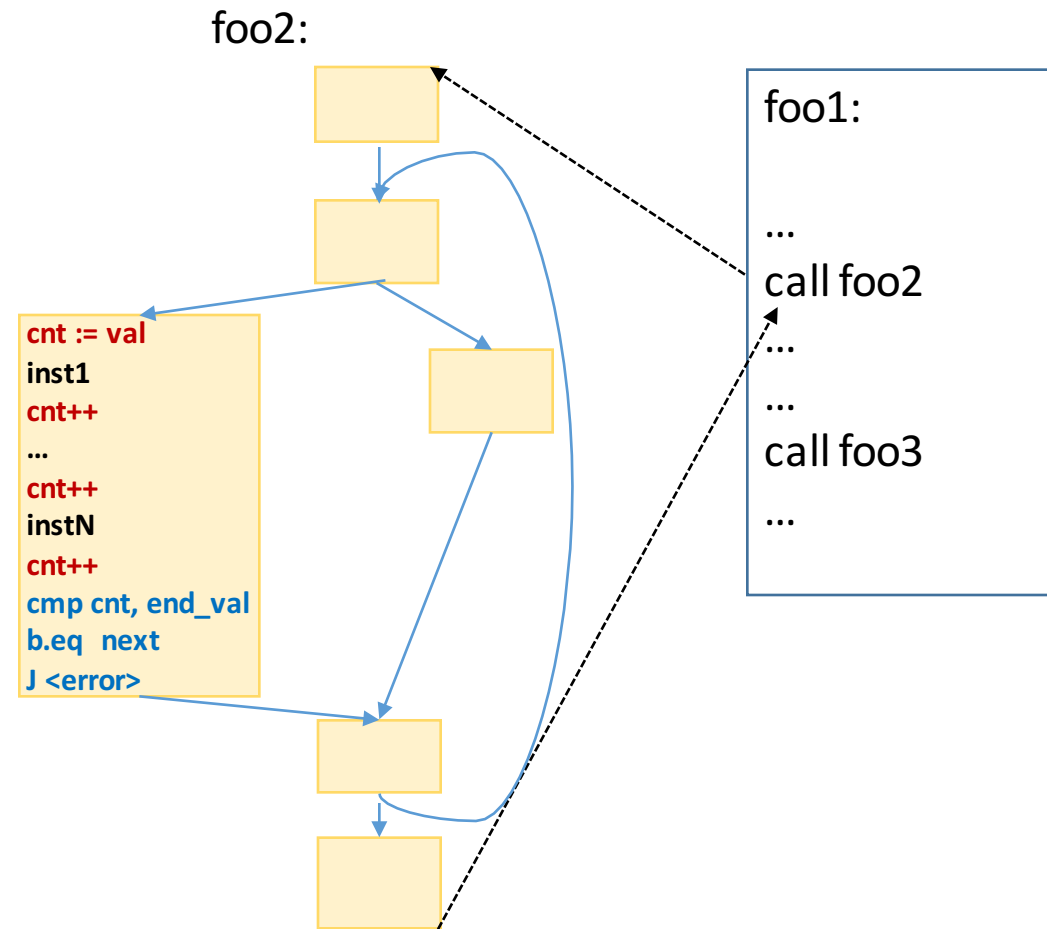 foo2:
cnt := val
inst1
cnt++
...
cnt++
instN
cnt++
cmp cnt, end_val
b.eq next
J <error>
foo1:
...
call foo2
...
...
call foo3
...